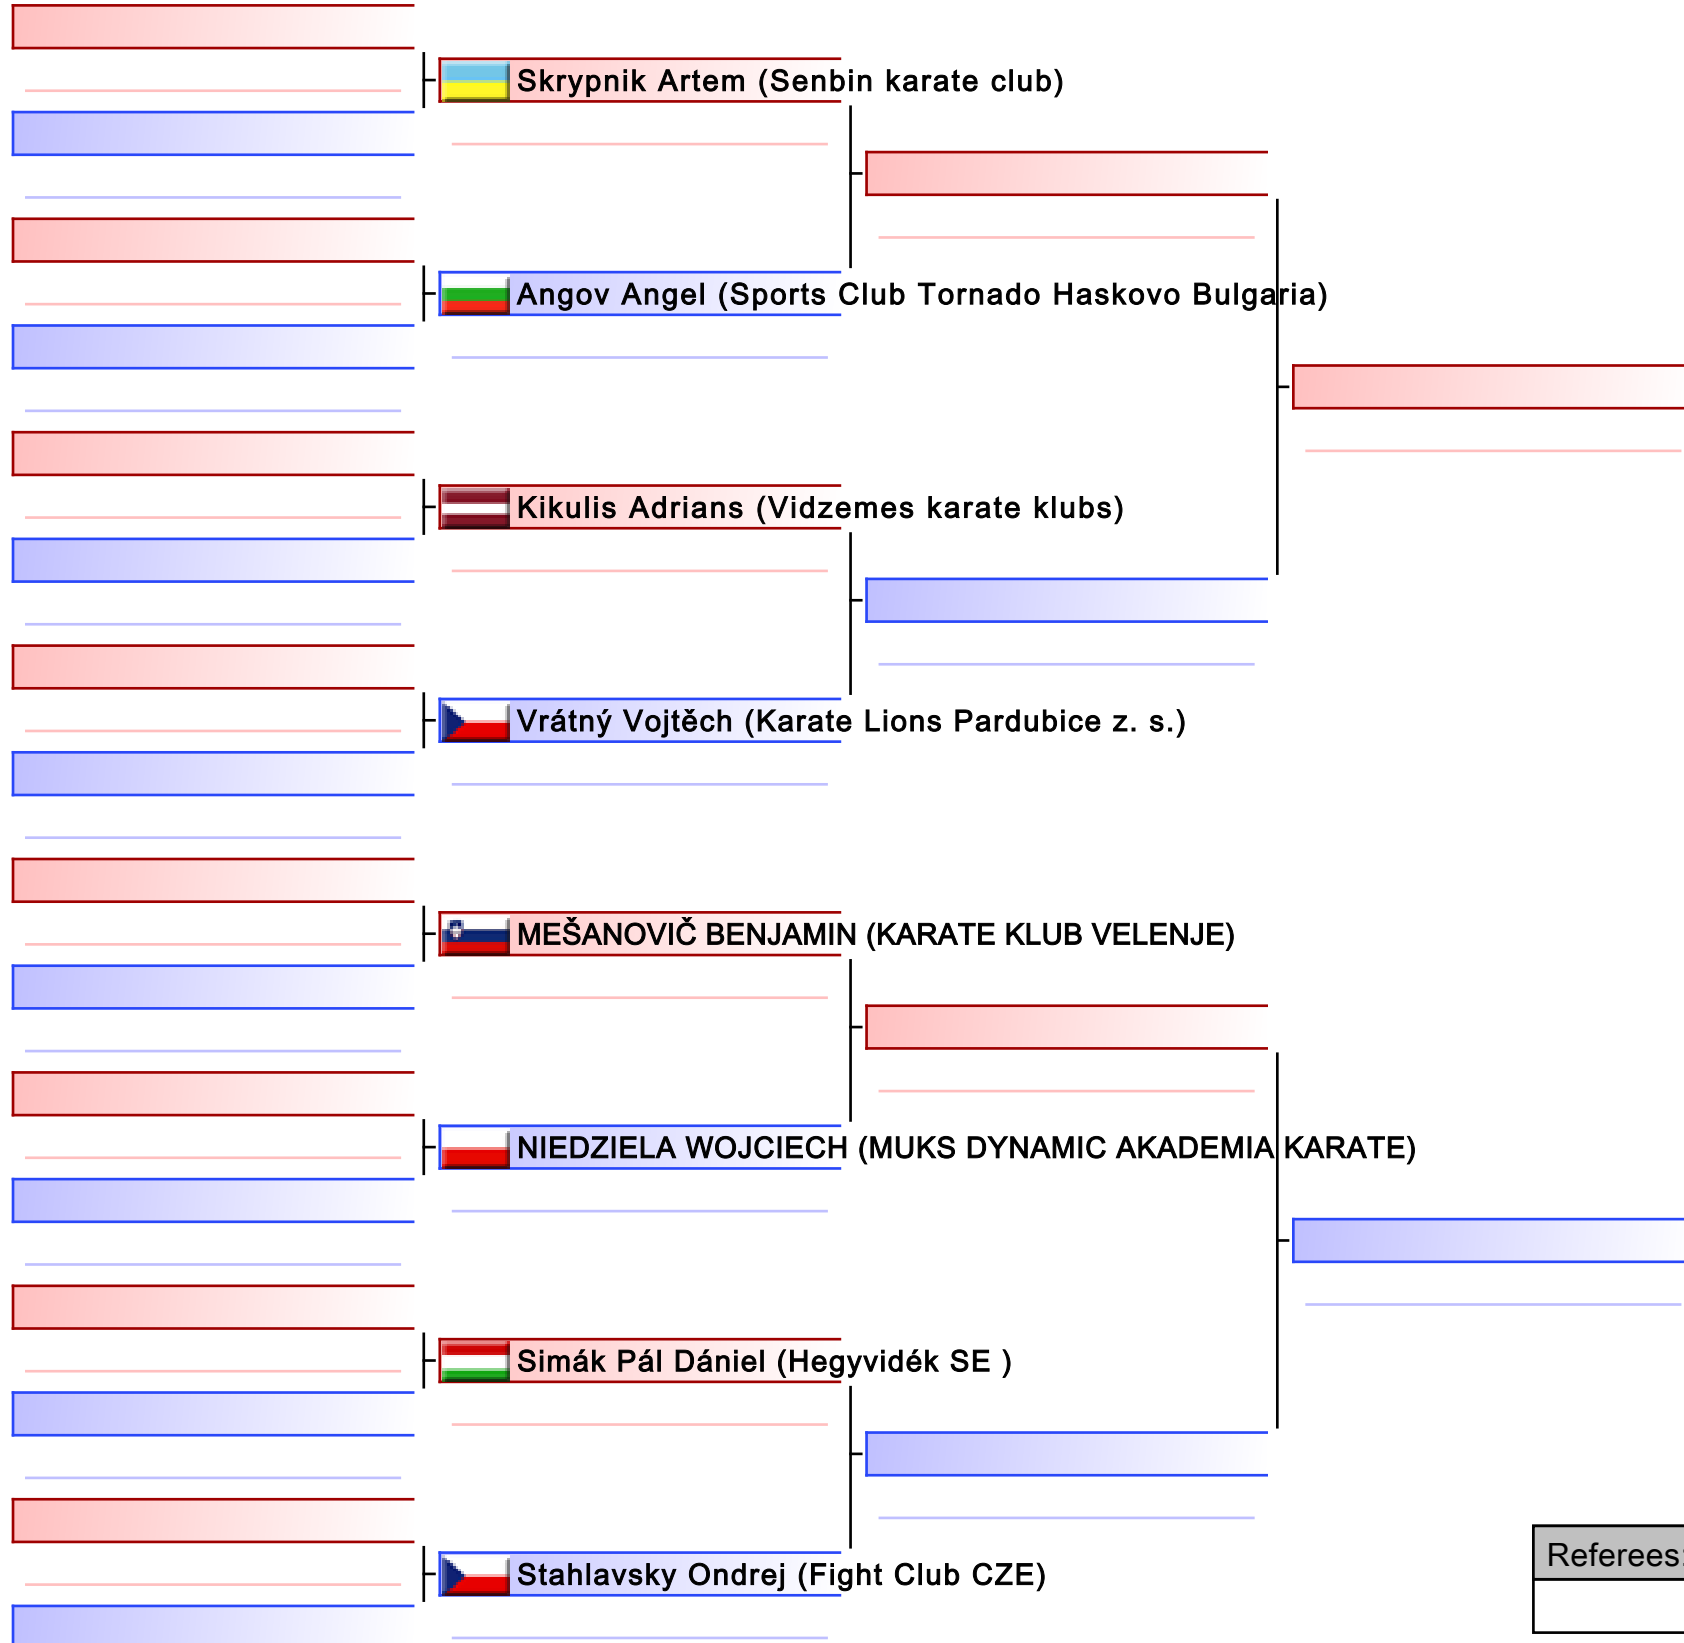 Skrypnik Artem (Senbin karate club)
Angov Angel (Sports Club Tornado Haskovo Bulgaria)
Kikulis Adrians (Vidzemes karate klubs)
Vrátný Vojtěch (Karate Lions Pardubice z. s.)
MEŠANOVIČ BENJAMIN (KARATE KLUB VELENJE)
NIEDZIELA WOJCIECH (MUKS DYNAMIC AKADEMIA KARATE)
Simák Pál Dániel (Hegyvidék SE )
Stahlavsky Ondrej (Fight Club CZE)
Referees: